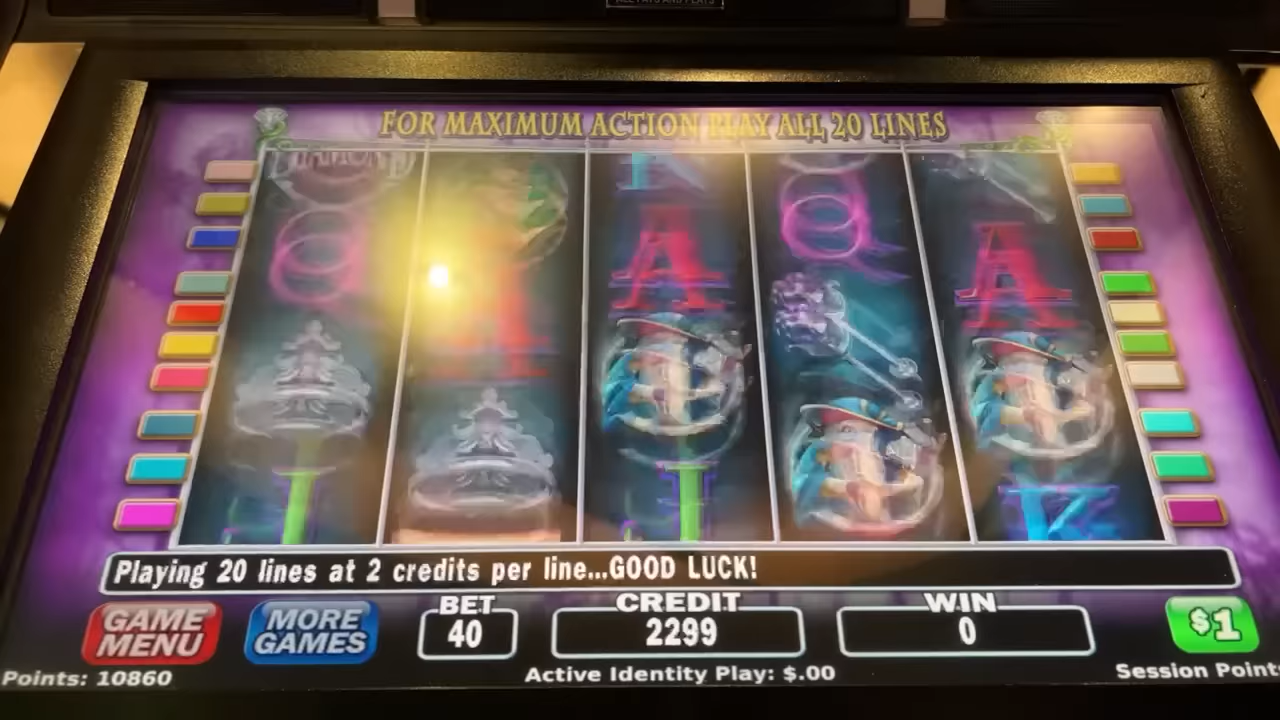 FOR MAXIMUM ACTION PLAY ALL 20 LINES
Q
Q
A
A
A
J
J
K
Playing 20 lines at 2 credits per line...GOOD LUCK!
GAME MENU
MORE GAMES
BET
40
CREDIT
2299
WIN
0
$1
Points: 10860
Active Identity Play: $.00
Session Points